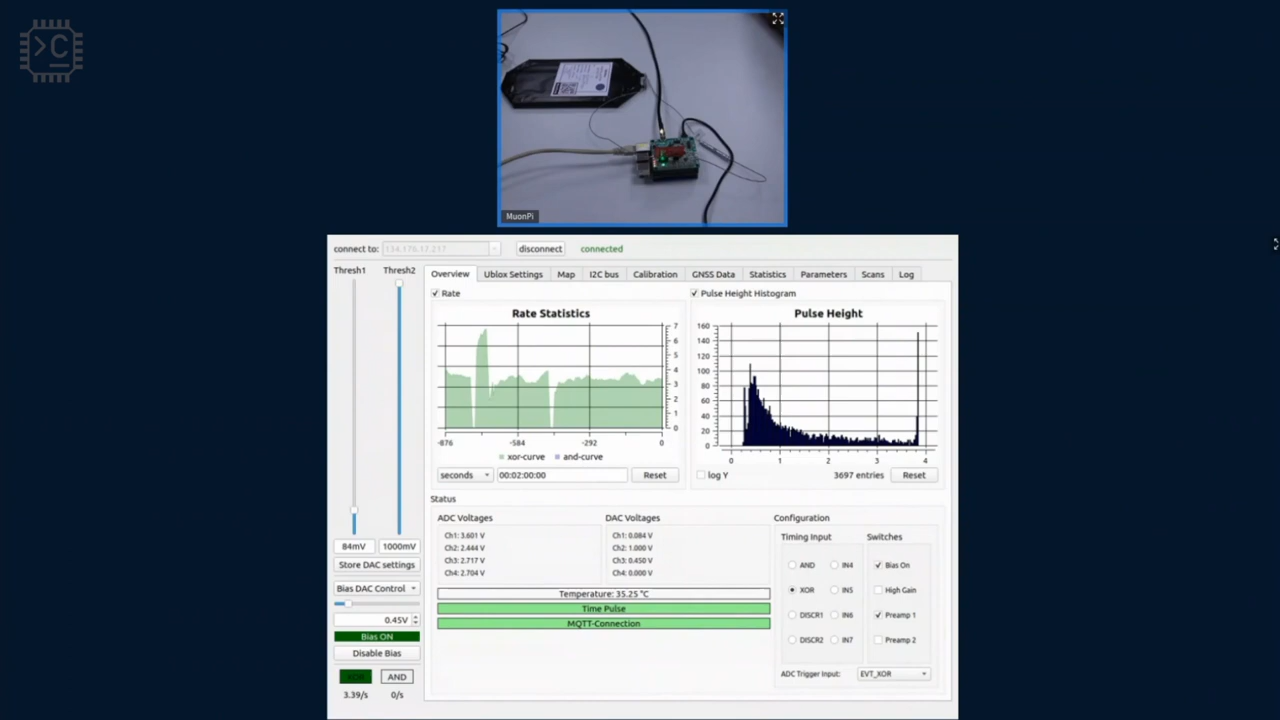 >C_
MuonPi
connect to: 134.176.17.217 disconnect connected
Thresh1 Thresh2
Overview Ublox Settings Map I2C bus Calibration GNSS Data Statistics Parameters Scans Log
Rate
Rate Statistics
7
6
5
4
3
2
1
0
-876 -584 -292 0
xor-curve and-curve
seconds 00:02:00:00 Reset
Pulse Height Histogram
Pulse Height
160
140
120
100
80
60
40
20
0
0 1 2 3 4
log Y 3697 entries Reset
Status
ADC Voltages
Ch1: 3.601 V
Ch2: 2.444 V
Ch3: 2.717 V
Ch4: 2.704 V
DAC Voltages
Ch1: 0.084 V
Ch2: 1.000 V
Ch3: 0.450 V
Ch4: 0.000 V
Temperature: 35.25 °C
Time Pulse
MQTT-Connection
Configuration
Timing Input
AND IN4
XOR IN5
DISCR1 IN6
DISCR2 IN7
Switches
Bias On
High Gain
Preamp 1
Preamp 2
ADC Trigger Input: EVT_XOR
84mV 1000mV
Store DAC settings
Bias DAC Control
0.45V
Bias ON
Disable Bias
XOR AND
3.39/s 0/s